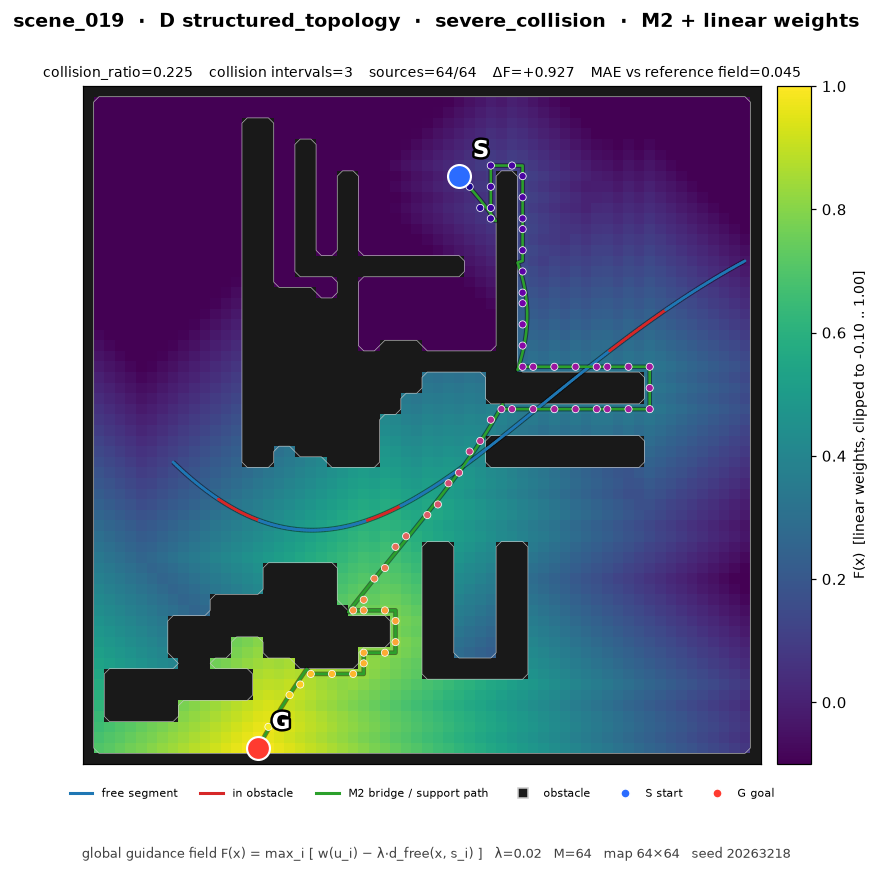 scene_019 · D structured_topology · severe_collision · M2 + linear weights
collision_ratio=0.225 collision intervals=3 sources=64/64 ΔF=+0.927 MAE vs reference field=0.045
S
G
1.0
0.8
0.6
0.4
0.2
0.0
F(x) [linear weights, clipped to -0.10 .. 1.00]
free segment
in obstacle
M2 bridge / support path
obstacle
S start
G goal
global guidance field F(x) = max_i [ w(u_i) − λ·d_free(x, s_i) ] λ=0.02 M=64 map 64×64 seed 20263218